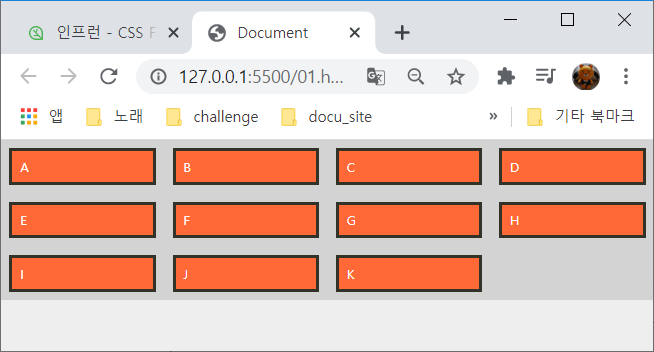 인프런 - CSS F
Document
127.0.0.1:5500/01.h...
앱 노래 challenge docu_site » 기타 북마크
A B C D
E F G H
I J K